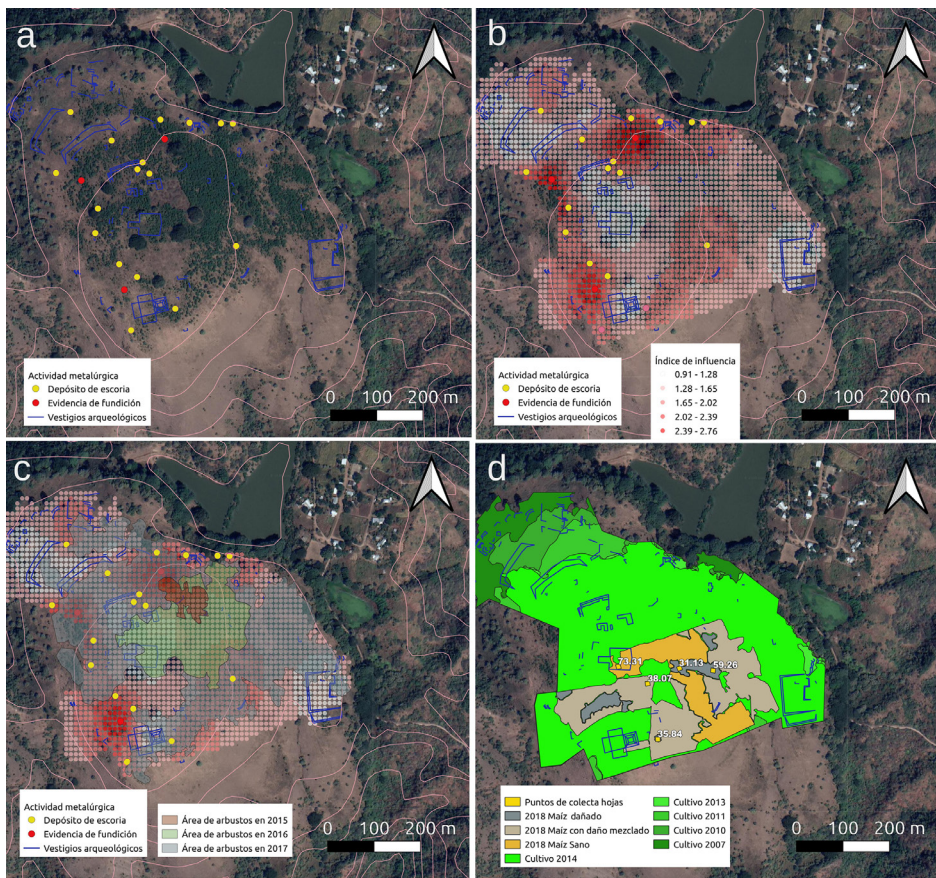 a
Actividad metalúrgica
Depósito de escoria
Evidencia de fundición
Vestigios arqueológicos
0 100 200 m
b
Actividad metalúrgica
Depósito de escoria
Evidencia de fundición
Vestigios arqueológicos
Índice de influencia
0.91 - 1.28
1.28 - 1.65
1.65 - 2.02
2.02 - 2.39
2.39 - 2.76
0 100 200 m
c
Actividad metalúrgica
Depósito de escoria
Evidencia de fundición
Vestigios arqueológicos
Área de arbustos en 2015
Área de arbustos en 2016
Área de arbustos en 2017
0 100 200 m
d
73.31
31.13
59.26
38.07
35.84
Puntos de colecta hojas
2018 Maíz dañado
2018 Maíz con daño mezclado
2018 Maíz Sano
Cultivo 2014
Cultivo 2013
Cultivo 2011
Cultivo 2010
Cultivo 2007
0 100 200 m